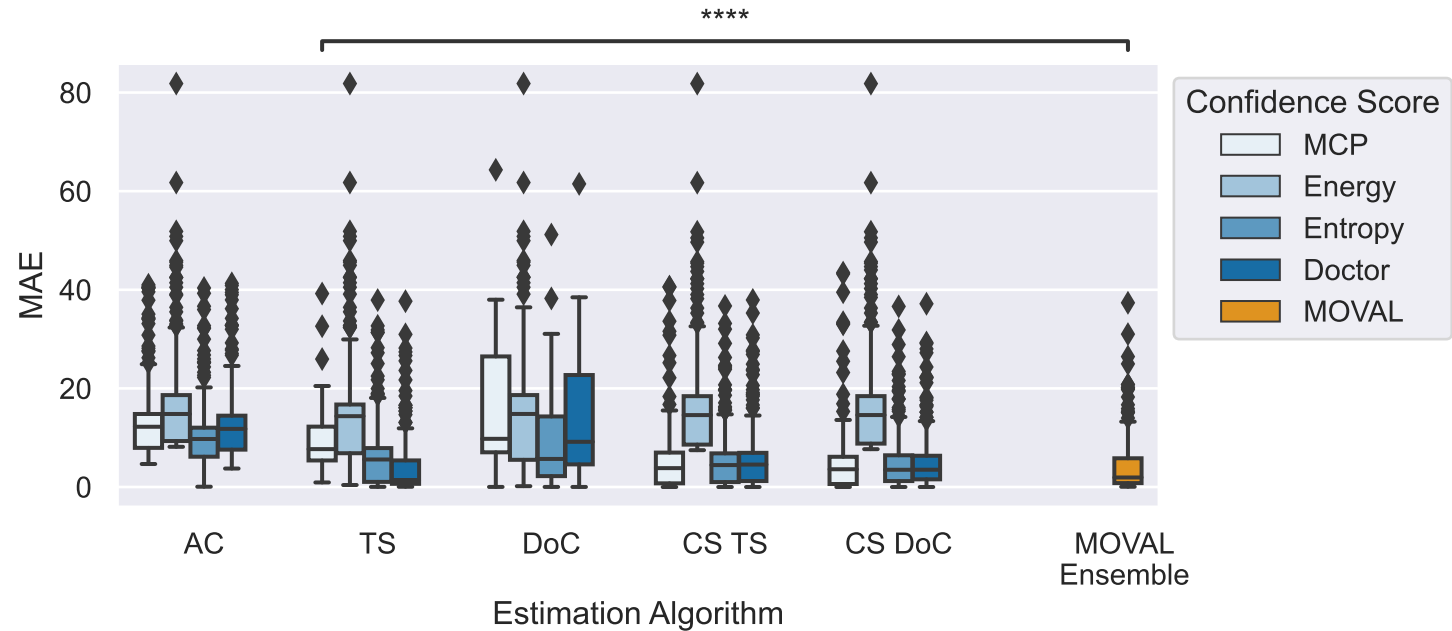 ****
80
60
40
20
0
MAE
AC
TS
DoC
CS TS
CS DoC
MOVAL
Ensemble
Estimation Algorithm
Confidence Score
MCP
Energy
Entropy
Doctor
MOVAL